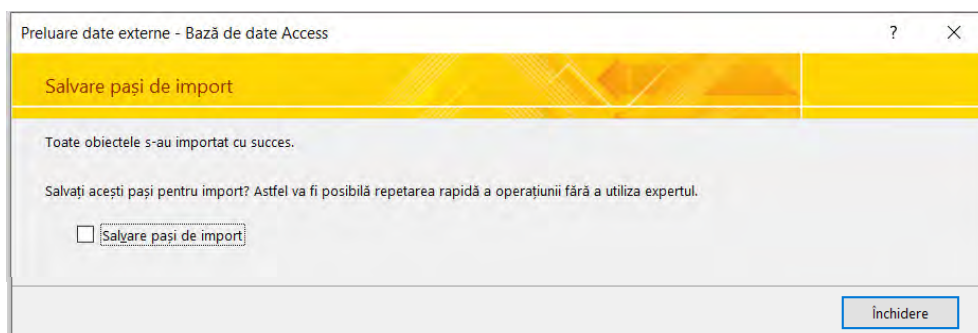 Preluare date externe - Bază de date Access
Salvare pași de import
Toate obiectele s-au importat cu succes.
Salvați acești pași pentru import? Astfel va fi posibilă repetarea rapidă a operațiunii fără a utiliza expertul.
Salvare pași de import
Închidere